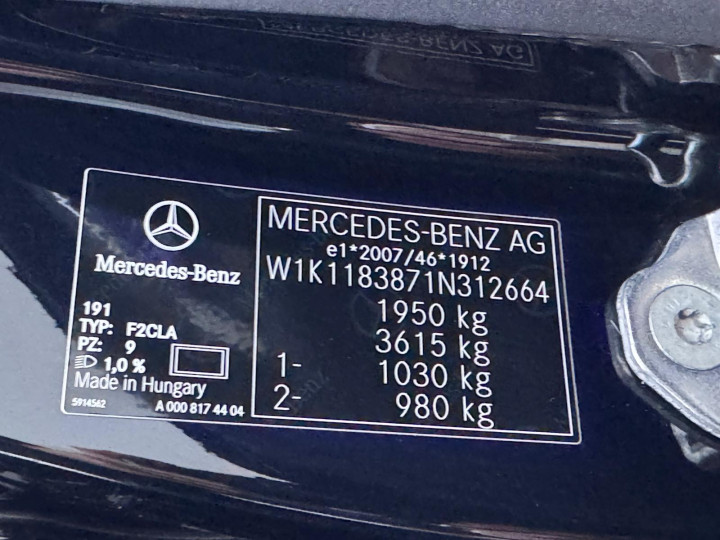 Mercedes-Benz
191
TYP: F2CLA
PZ: 9
1,0 %
Made in Hungary
5914562
A 000 817 44 04
MERCEDES-BENZ AG
e1*2007/46*1912
W1K1183871N312664
1950 kg
3615 kg
1- 1030 kg
2- 980 kg